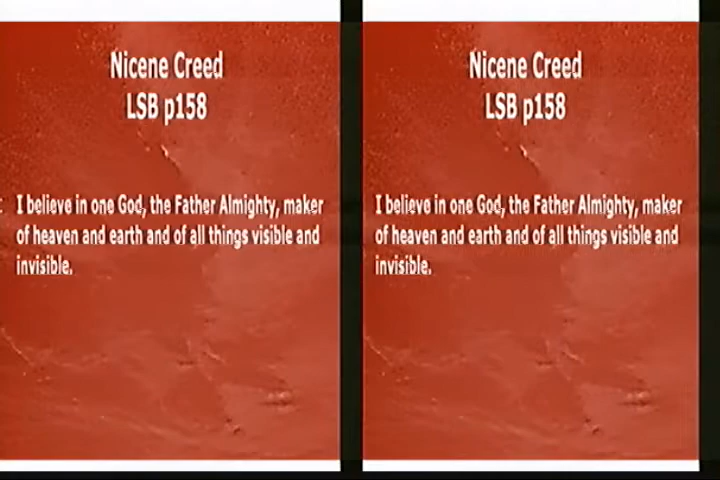 Nicene Creed
LSB p158
I believe in one God, the Father Almighty, maker
of heaven and earth and of all things visible and
invisible.
Nicene Creed
LSB p158
I believe in one God, the Father Almighty, maker
of heaven and earth and of all things visible and
invisible.